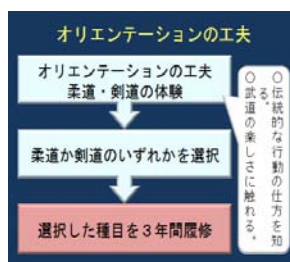 オリエンテーションの工夫
オリエンテーションの工夫
柔道・剣道の体験
○伝統的な行動の仕方を知
る。
○武道の楽しさに触れる。
柔道か剣道のいずれかを選択
選択した種目を３年間履修